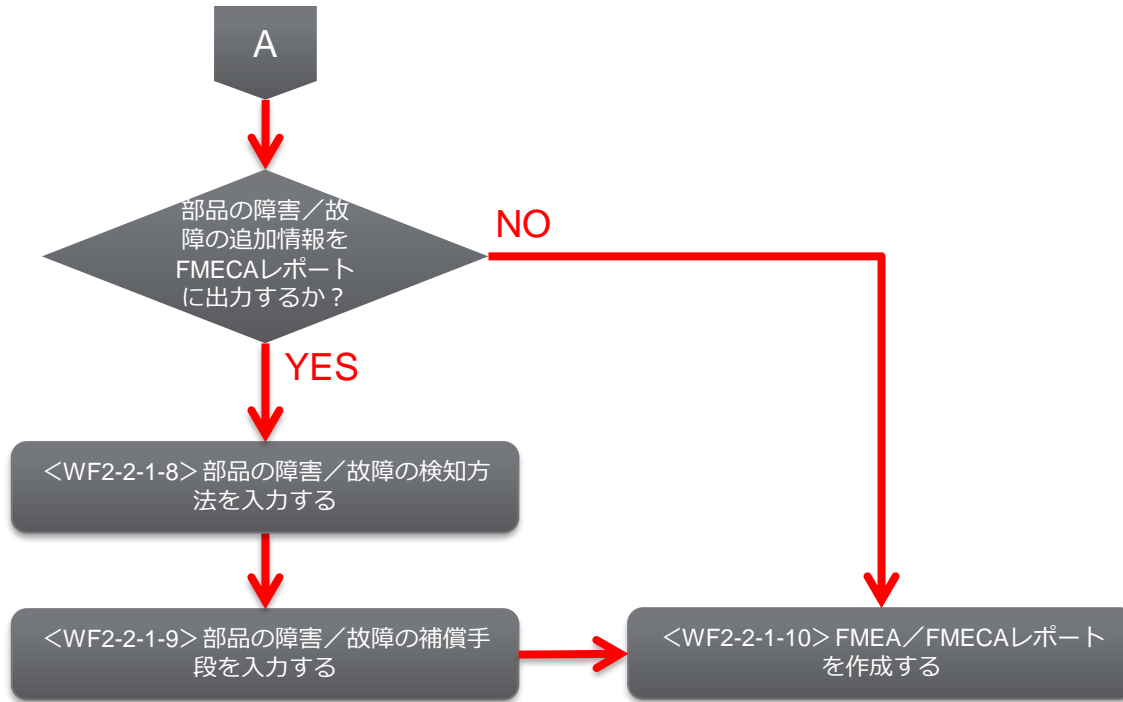 A
部品の障害／故
障の追加情報を
FMECAレポート
に出力するか？
NO
YES
＜WF2-2-1-8＞部品の障害／故障の検知方
法を入力する
＜WF2-2-1-9＞部品の障害／故障の補償手
段を入力する
＜WF2-2-1-10＞FMEA／FMECAレポート
を作成する